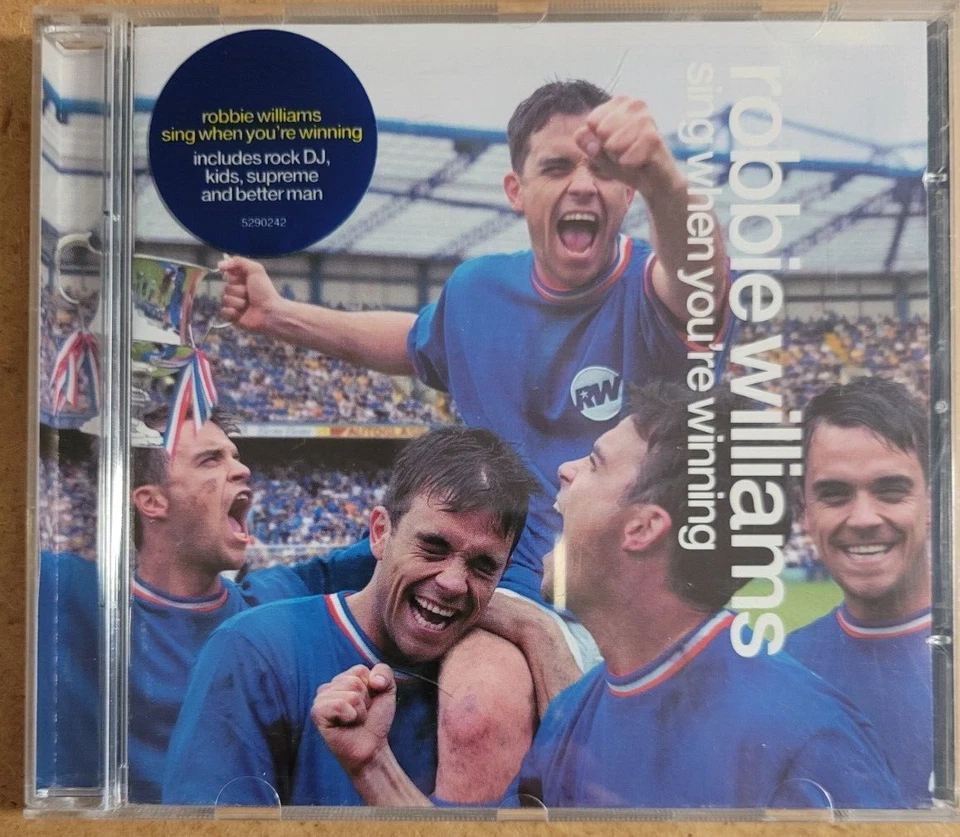 robbie williams
sing when you're winning
includes rock DJ,
kids, supreme
and better man
5290242
robbie williams
sing when you're winning
RW
AUTOGLASS